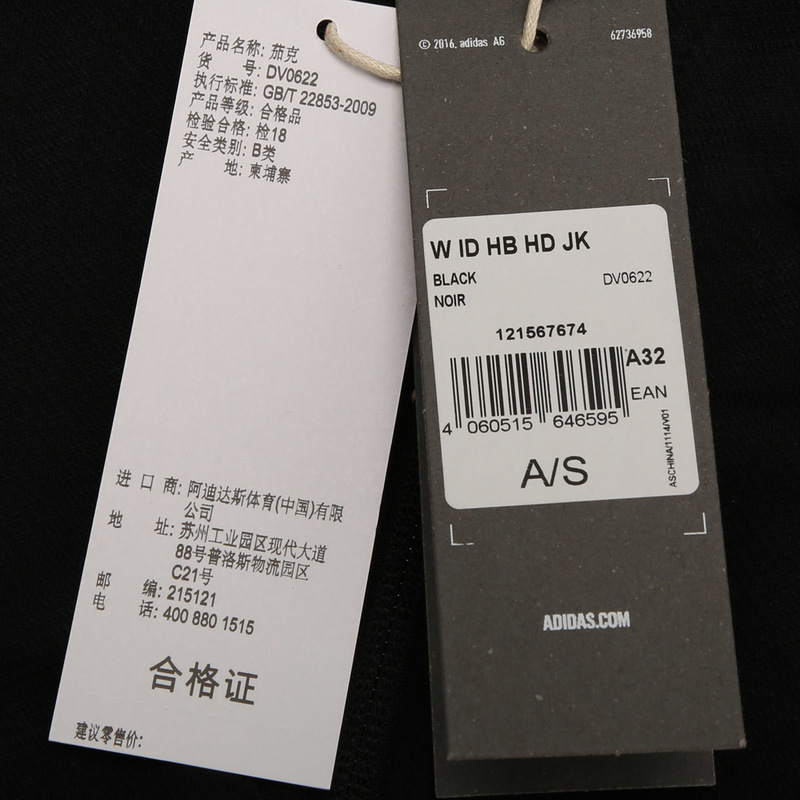 产品名称: 茄克
货 号: DV0622
执行标准: GB/T 22853-2009
产品等级: 合格品
检验合格: 检18
安全类别: B类
产 地: 柬埔寨
进 口 商: 阿迪达斯体育(中国)有限
公司
地 址: 苏州工业园区现代大道
88号普洛斯物流园区
C21号
邮 编: 215121
电 话: 400 880 1515
合格证
建议零售价:
© 2016, adidas AG
62736958
W ID HB HD JK
BLACK
DV0622
NOIR
121567674
A32
EAN
4 060515 646595
A/S
ASCHINA/1114/V01
ADIDAS.COM